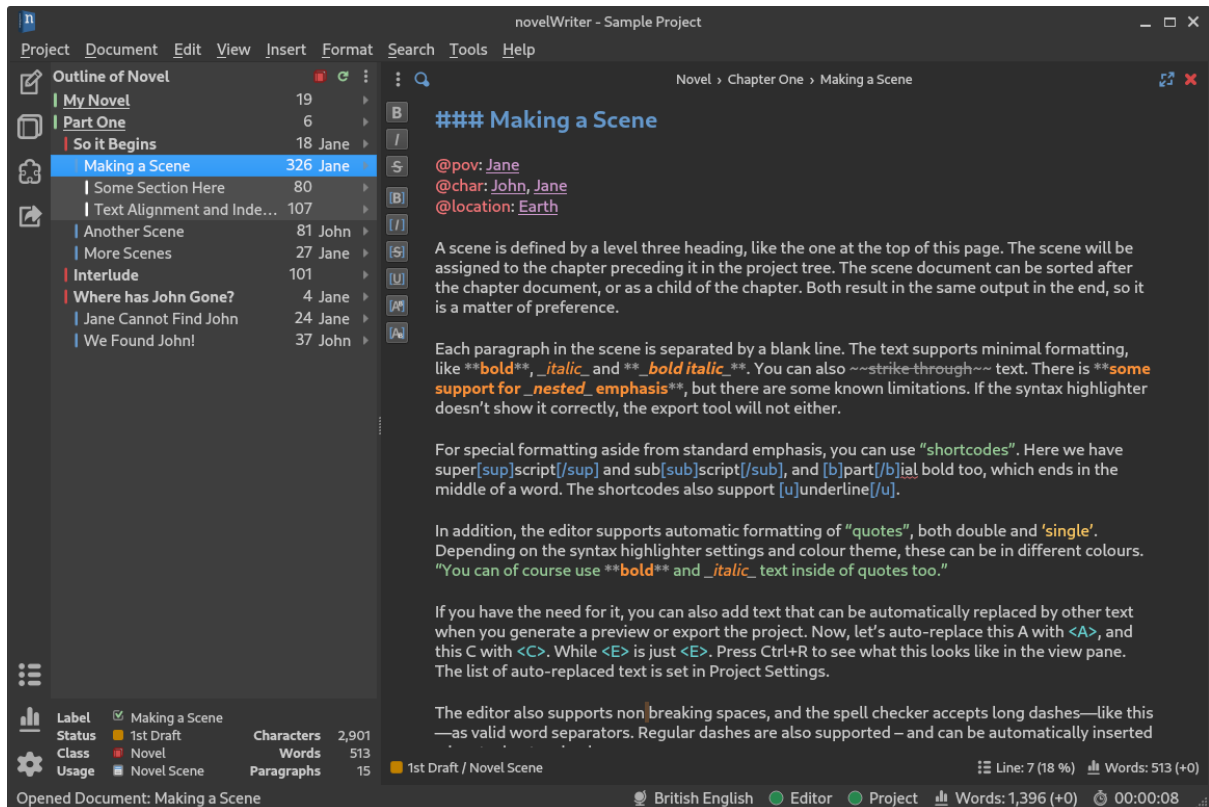 novelWriter - Sample Project
Project Document Edit View Insert Format Search Tools Help
Outline of Novel
My Novel 19
Part One 6
So it Begins 18 Jane
Making a Scene 326 Jane
Some Section Here 80
Text Alignment and Inde... 107
Another Scene 81 John
More Scenes 27 Jane
Interlude 101
Where has John Gone? 4 Jane
Jane Cannot Find John 24 Jane
We Found John! 37 John
Label Making a Scene
Status 1st Draft Characters 2,901
Class Novel Words 513
Usage Novel Scene Paragraphs 15
Novel › Chapter One › Making a Scene
B
I
S
[B]
[I]
[S]
[U]
### Making a Scene
@pov: Jane
@char: John, Jane
@location: Earth
A scene is defined by a level three heading, like the one at the top of this page. The scene will be
assigned to the chapter preceding it in the project tree. The scene document can be sorted after
the chapter document, or as a child of the chapter. Both result in the same output in the end, so it
is a matter of preference.
Each paragraph in the scene is separated by a blank line. The text supports minimal formatting,
like **bold**, _italic_ and **_bold italic_**. You can also ~~strike through~~ text. There is **some
support for _nested_ emphasis**, but there are some known limitations. If the syntax highlighter
doesn’t show it correctly, the export tool will not either.
For special formatting aside from standard emphasis, you can use “shortcodes”. Here we have
super[sup]script[/sup] and sub[sub]script[/sub], and [b]part[/b]ial bold too, which ends in the
middle of a word. The shortcodes also support [u]underline[/u].
In addition, the editor supports automatic formatting of “quotes”, both double and ‘single’.
Depending on the syntax highlighter settings and colour theme, these can be in different colours.
“You can of course use **bold** and _italic_ text inside of quotes too.”
If you have the need for it, you can also add text that can be automatically replaced by other text
when you generate a preview or export the project. Now, let’s auto-replace this A with <A>, and
this C with <C>. While <E> is just <E>. Press Ctrl+R to see what this looks like in the view pane.
The list of auto-replaced text is set in Project Settings.
The editor also supports non breaking spaces, and the spell checker accepts long dashes—like this
—as valid word separators. Regular dashes are also supported – and can be automatically inserted
1st Draft / Novel Scene Line: 7 (18 %) Words: 513 (+0)
Opened Document: Making a Scene British English Editor Project Words: 1,396 (+0) 00:00:08